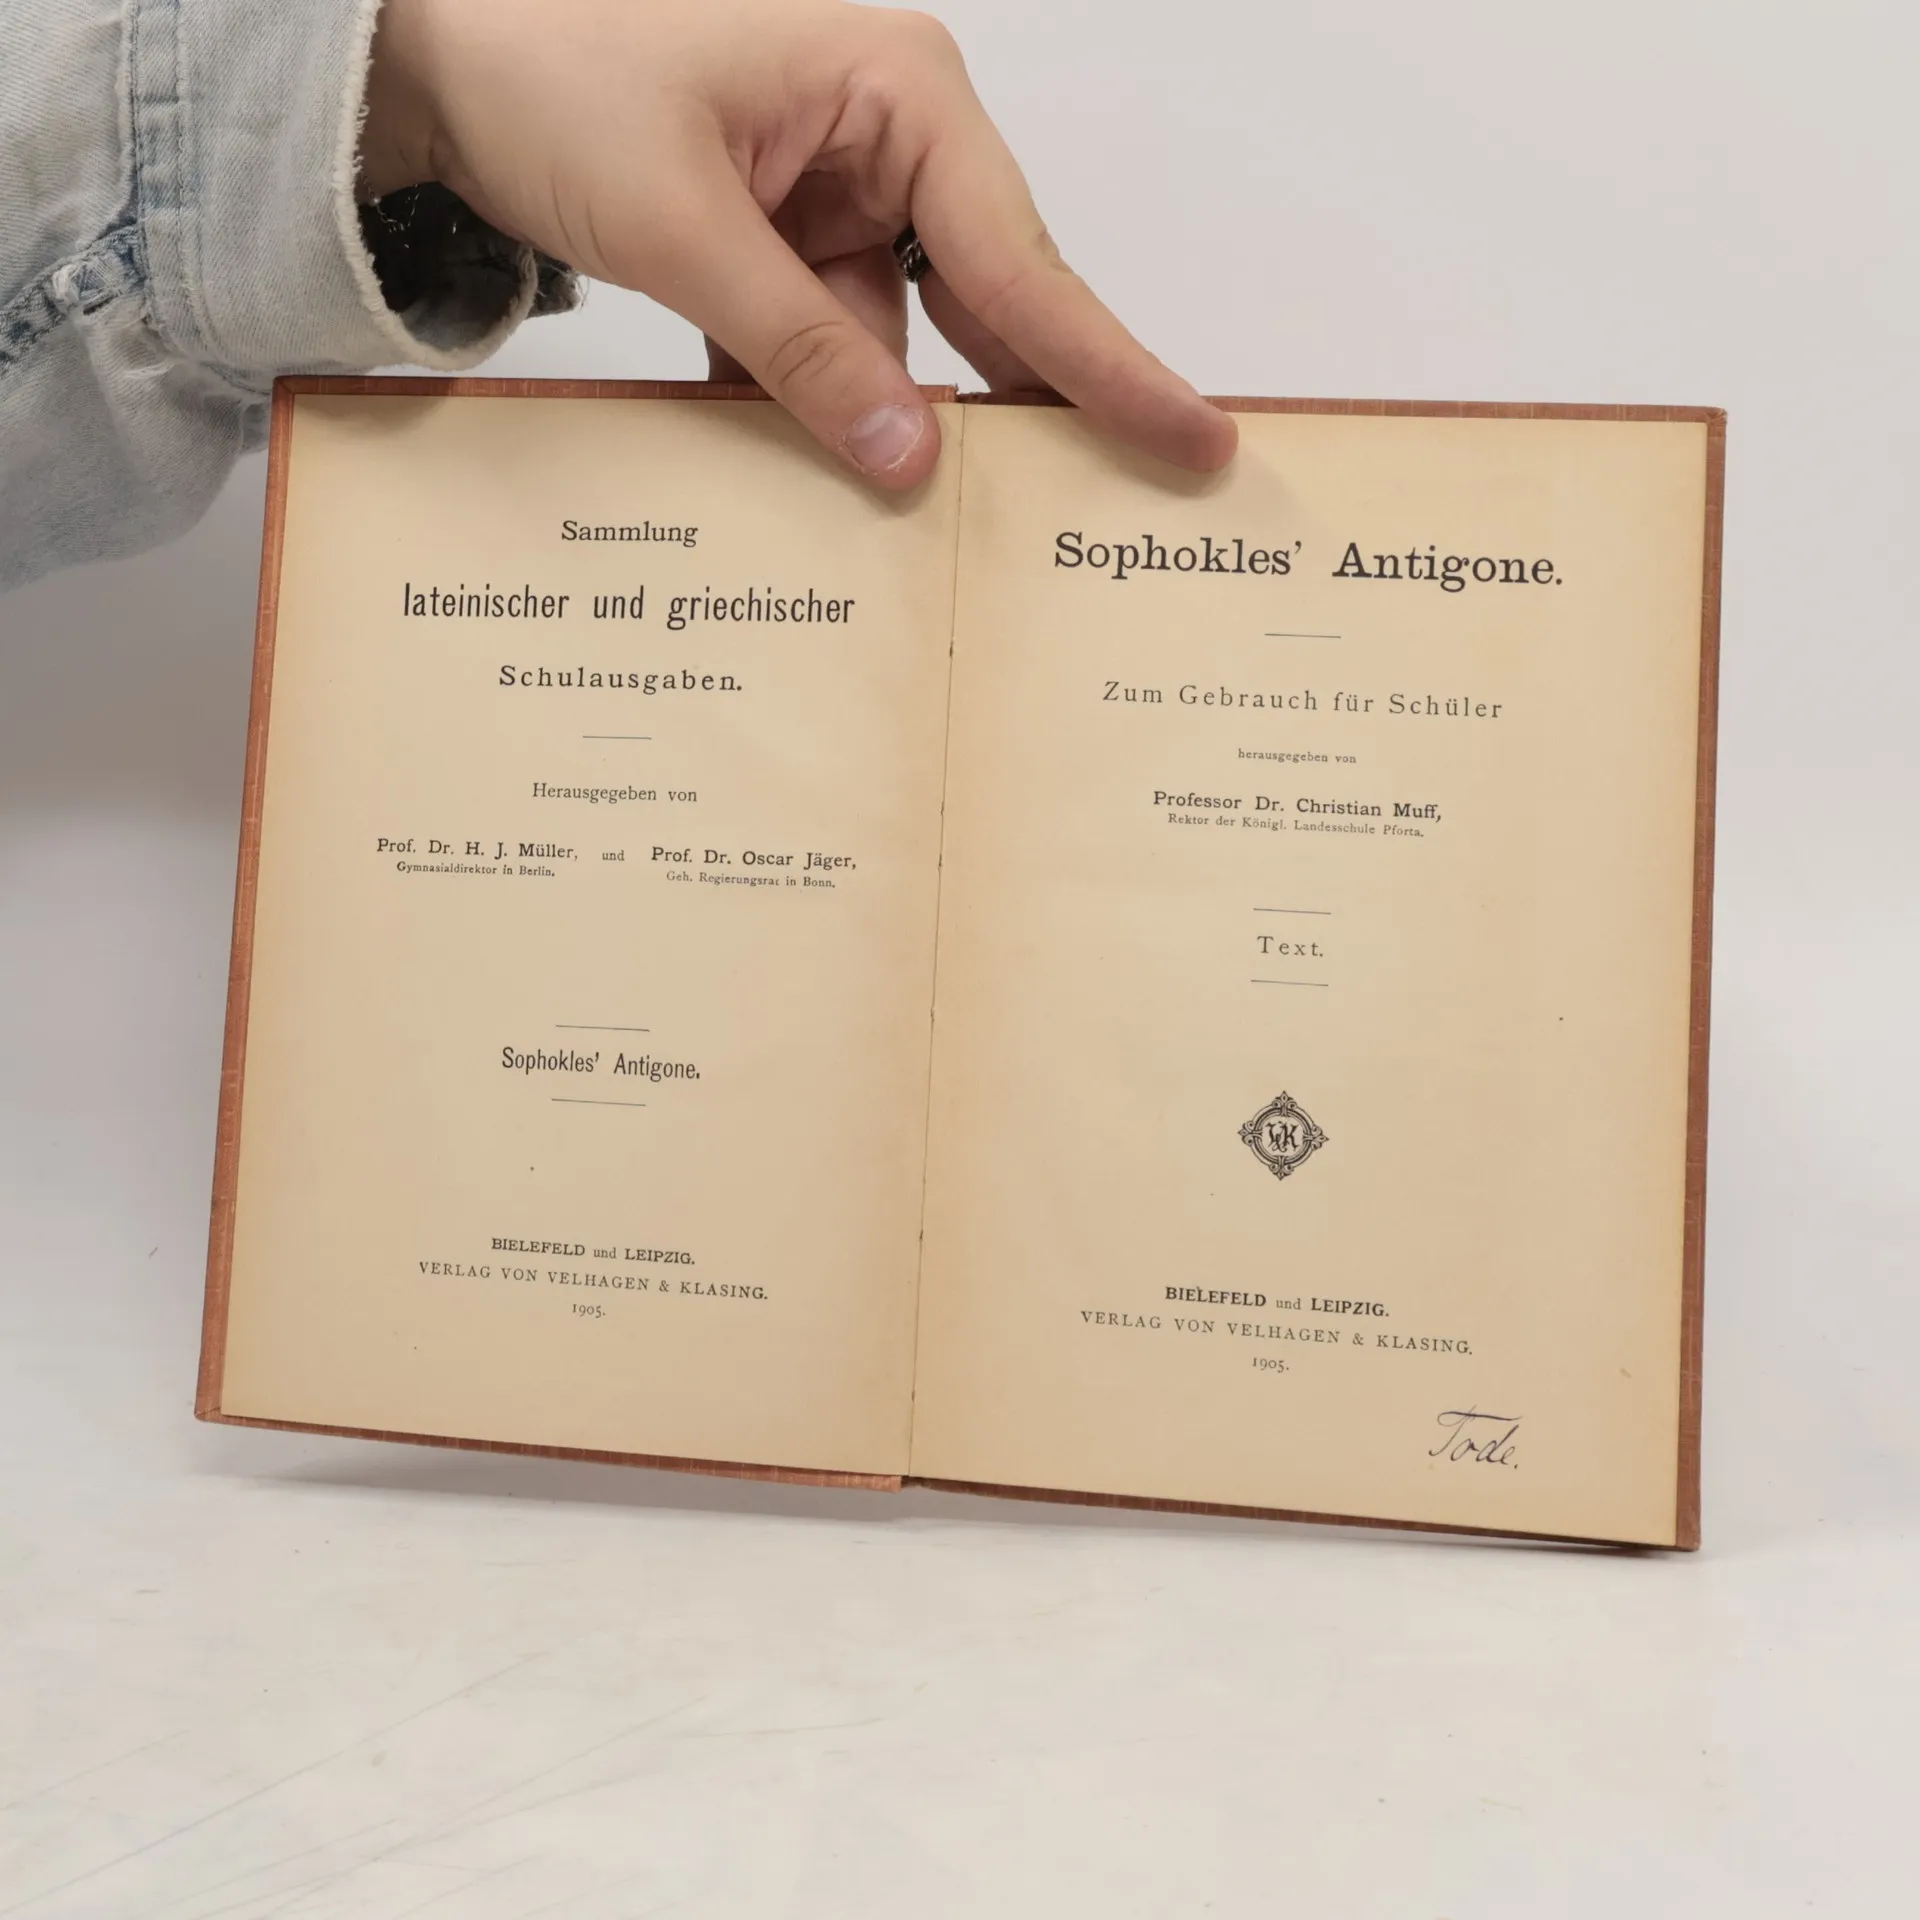 Sammlung
lateinischer und griechischer
Schulausgaben.
Herausgegeben von
Prof. Dr. H. J. Müller, und Prof. Dr. Oscar Jäger,
Gymnasialdirektor in Berlin. Geh. Regierungsrat in Bonn.
Sophokles' Antigone.
BIELEFELD und LEIPZIG.
VERLAG VON VELHAGEN & KLASING.
1905.
Sophokles' Antigone.
Zum Gebrauch für Schüler
herausgegeben von
Professor Dr. Christian Muff,
Rektor der Königl. Landesschule Pforta.
Text.
V&K
BIELEFELD und LEIPZIG.
VERLAG VON VELHAGEN & KLASING.
1905.
Tode.